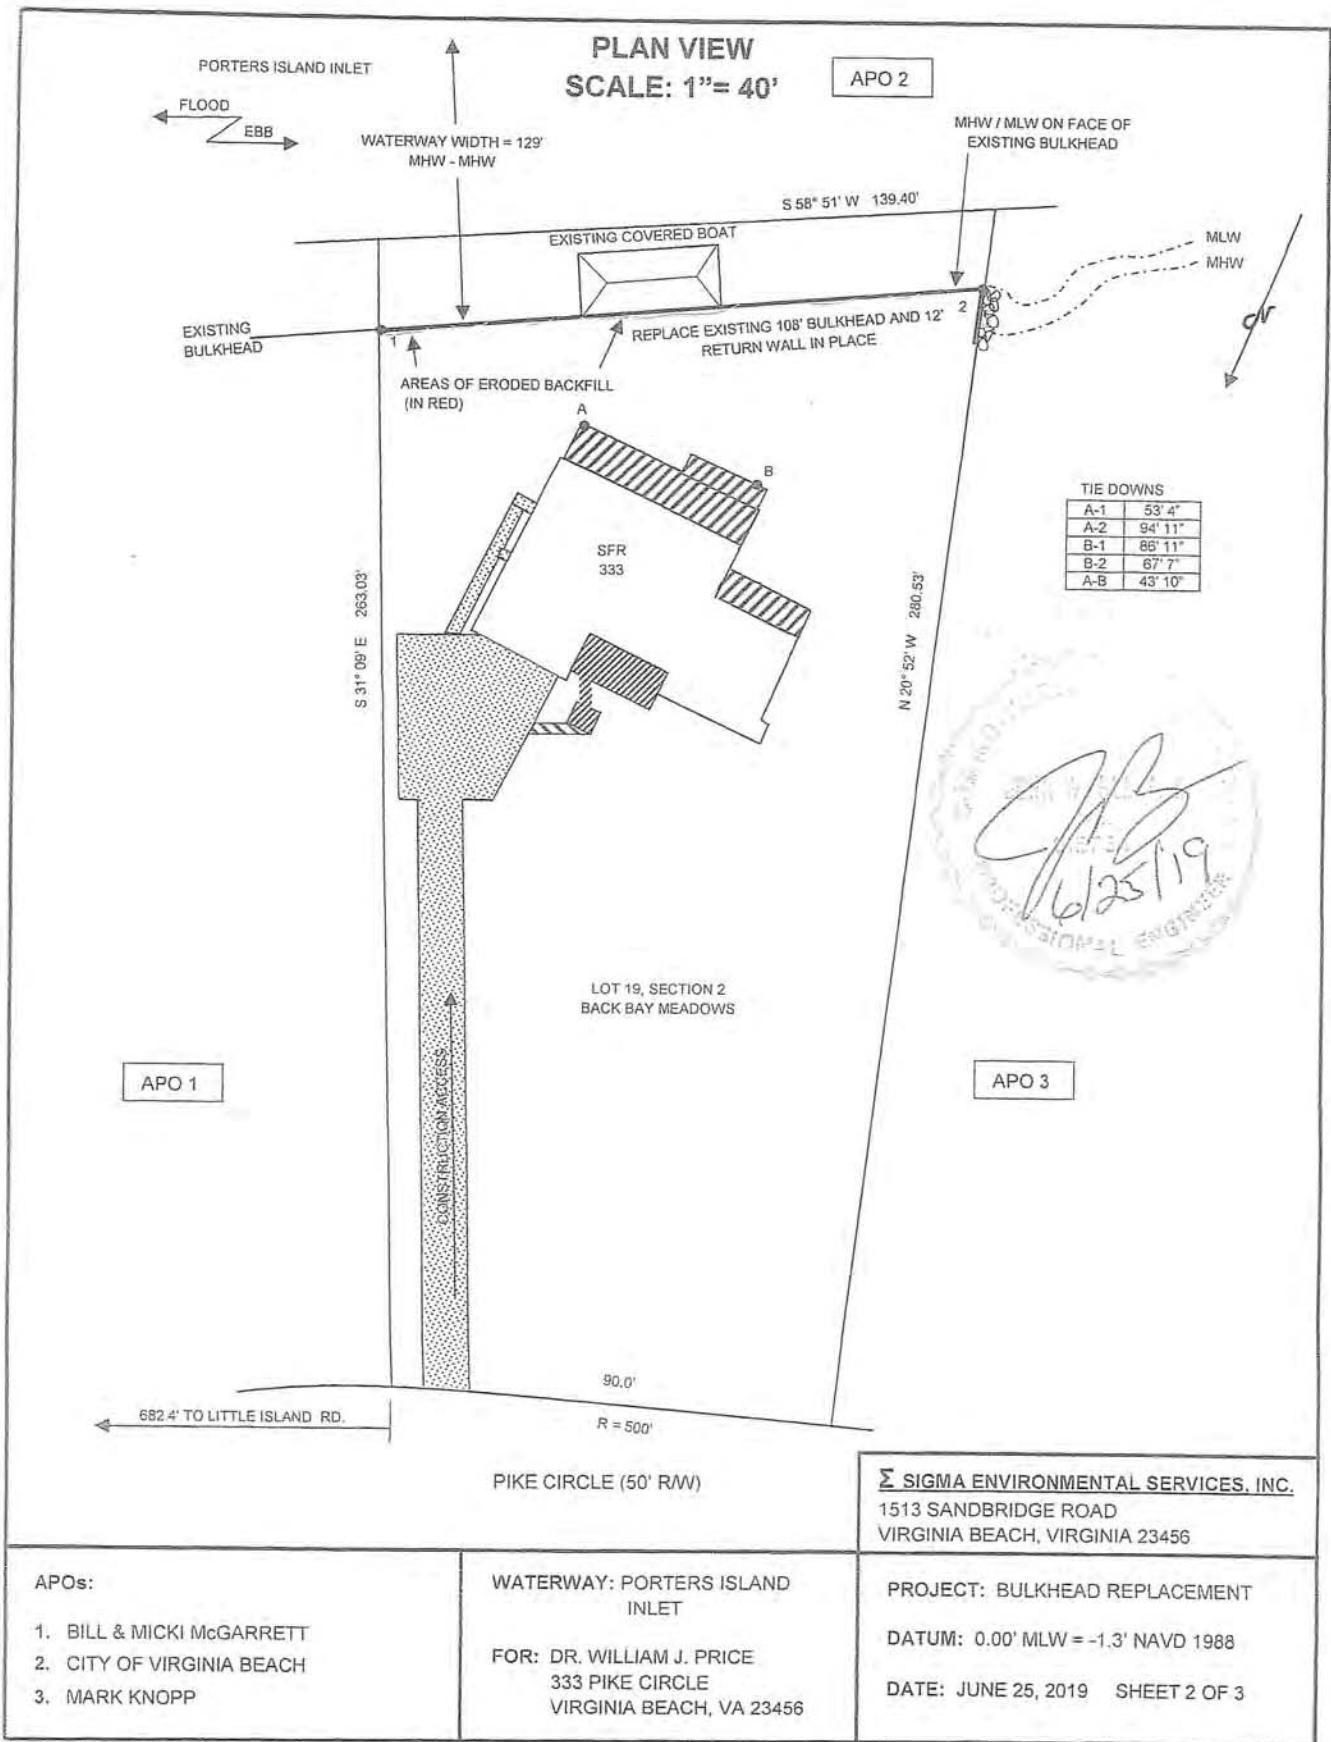 PLAN VIEW
SCALE: 1”= 40’
APO 2
PORTERS ISLAND INLET
FLOOD
EBB
WATERWAY WIDTH = 129'
MHW - MHW
MHW / MLW ON FACE OF
EXISTING BULKHEAD
S 58° 51' W 139.40'
EXISTING COVERED BOAT
MLW
MHW
N
EXISTING
BULKHEAD
1
2
REPLACE EXISTING 108' BULKHEAD AND 12'
RETURN WALL IN PLACE
AREAS OF ERODED BACKFILL
(IN RED)
A
B
TIE DOWNS
A-1 53' 4"
A-2 94' 11"
B-1 86' 11"
B-2 67' 7"
A-B 43' 10"
SFR
333
S 31° 09' E 263.03'
N 20° 52' W 280.53'
6/25/19
PROFESSIONAL ENGINEER
LOT 19, SECTION 2
BACK BAY MEADOWS
CONSTRUCTION ACCESS
APO 1
APO 3
90.0'
R = 500'
682.4' TO LITTLE ISLAND RD.
PIKE CIRCLE (50' R/W)
Σ SIGMA ENVIRONMENTAL SERVICES, INC.
1513 SANDBRIDGE ROAD
VIRGINIA BEACH, VIRGINIA 23456
APOs:
1. BILL & MICKI McGARRETT
2. CITY OF VIRGINIA BEACH
3. MARK KNOPP
WATERWAY: PORTERS ISLAND
INLET
FOR: DR. WILLIAM J. PRICE
333 PIKE CIRCLE
VIRGINIA BEACH, VA 23456
PROJECT: BULKHEAD REPLACEMENT
DATUM: 0.00' MLW = -1.3' NAVD 1988
DATE: JUNE 25, 2019 SHEET 2 OF 3